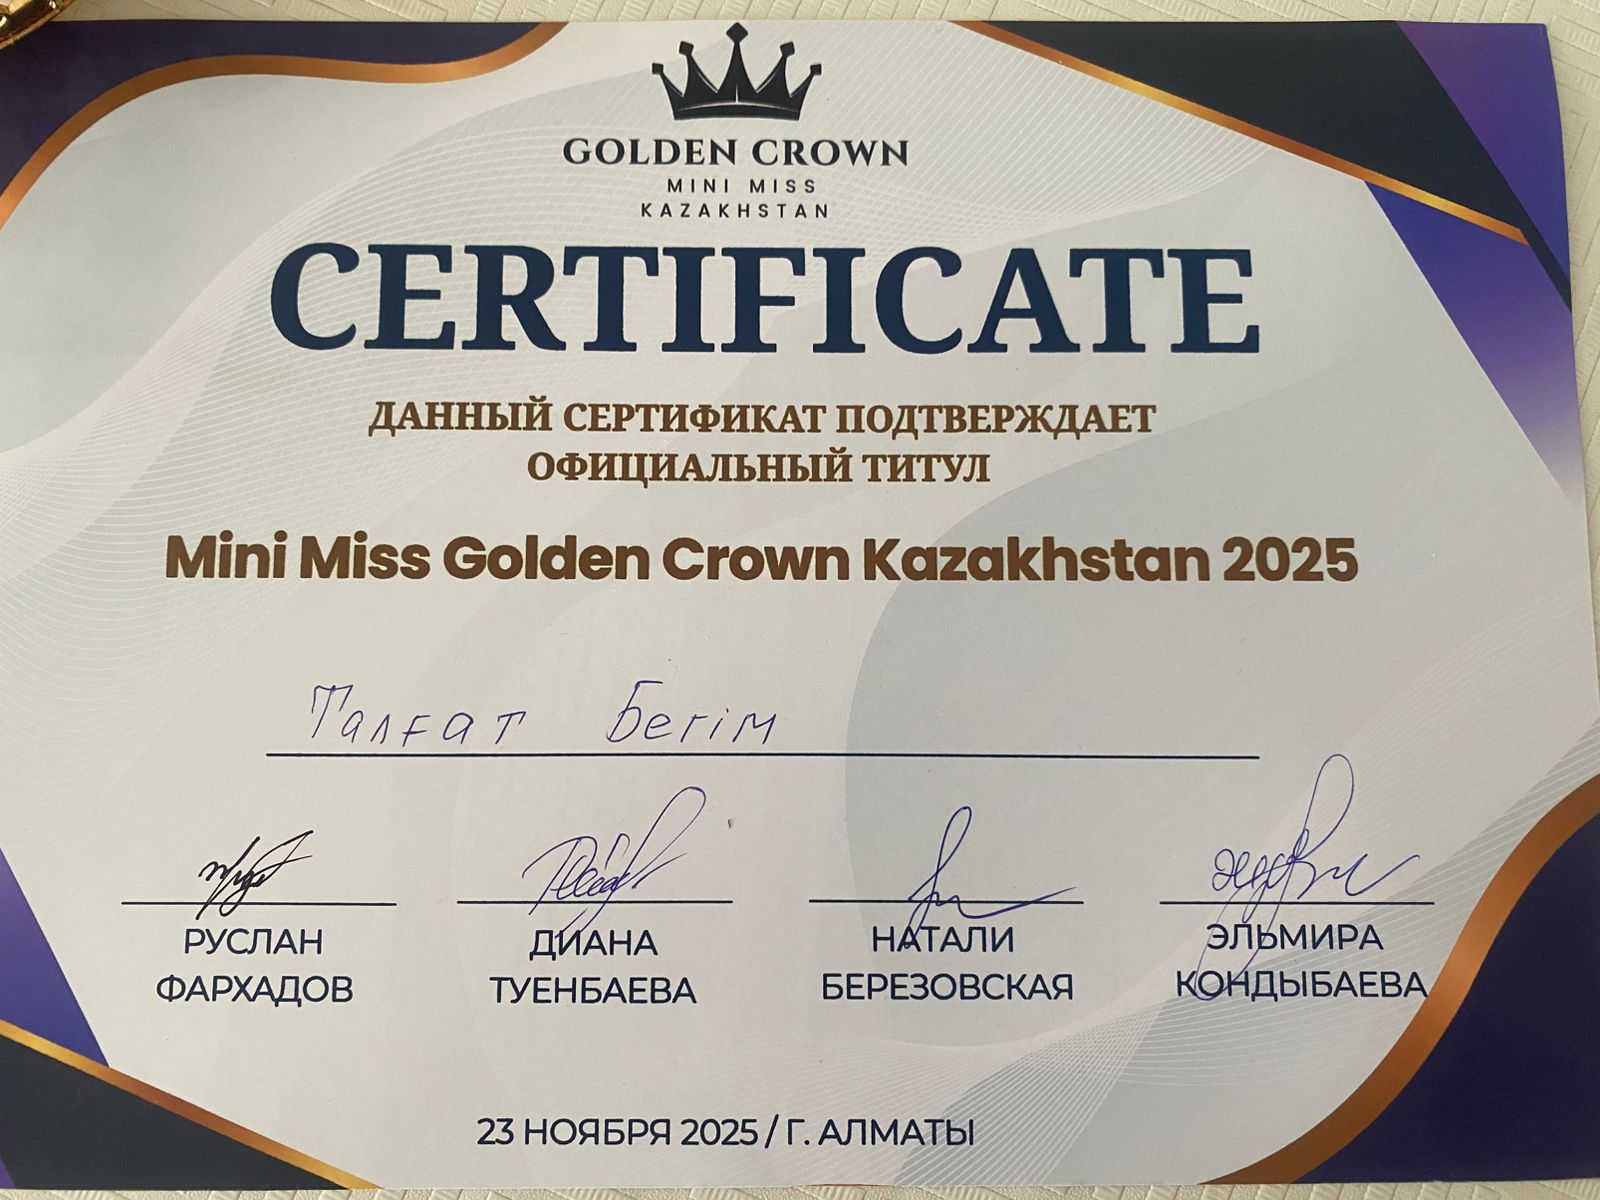 GOLDEN CROWN
MINI MISS
KAZAKHSTAN
CERTIFICATE
ДАННЫЙ СЕРТИФИКАТ ПОДТВЕРЖДАЕТ
ОФИЦИАЛЬНЫЙ ТИТУЛ
Mini Miss Golden Crown Kazakhstan 2025
Талғат Бегім
РУСЛАН
ФАРХАДОВ
ДИАНА
ТУЕНБАЕВА
НАТАЛИ
БЕРЕЗОВСКАЯ
ЭЛЬМИРА
КОНДЫБАЕВА
23 НОЯБРЯ 2025 / Г. АЛМАТЫ